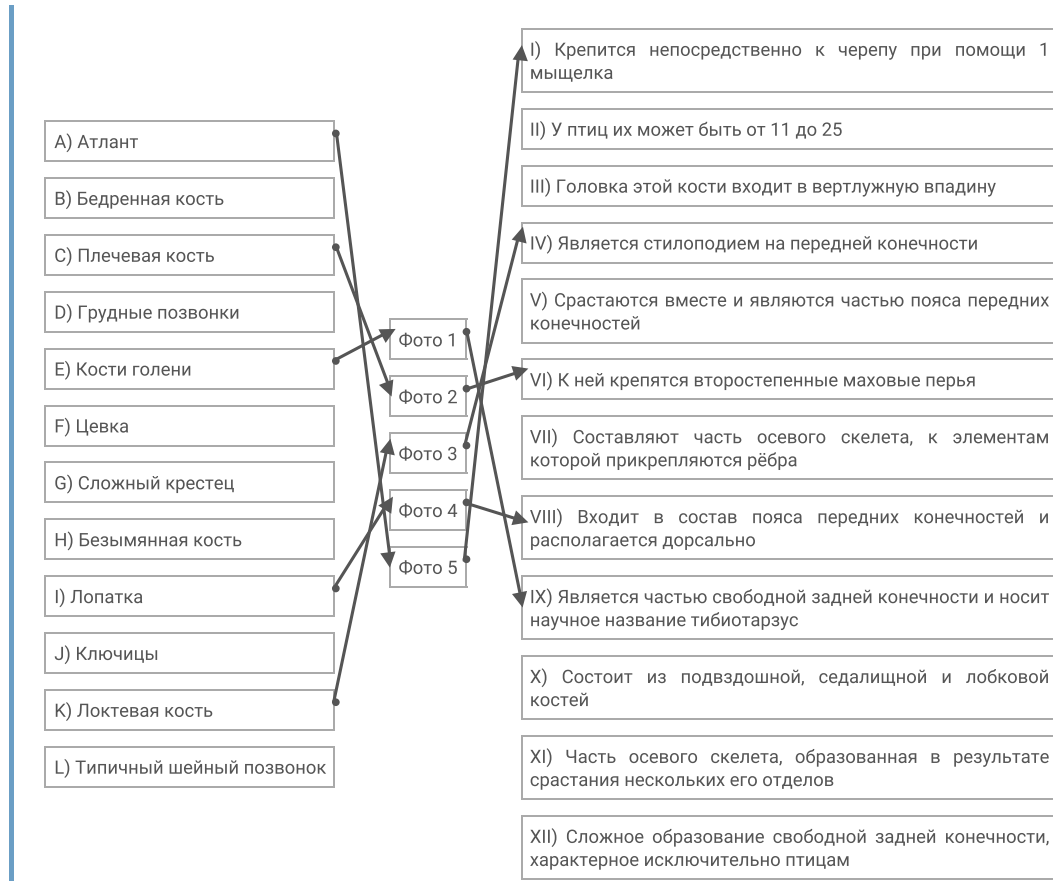 A) Атлант
B) Бедренная кость
C) Плечевая кость
D) Грудные позвонки
E) Кости голени
F) Цевка
G) Сложный крестец
H) Безымянная кость
I) Лопатка
J) Ключицы
K) Локтевая кость
L) Типичный шейный позвонок
Фото 1
Фото 2
Фото 3
Фото 4
Фото 5
I) Крепится непосредственно к черепу при помощи 1
мыщелка
II) У птиц их может быть от 11 до 25
III) Головка этой кости входит в вертлужную впадину
IV) Является стилоподием на передней конечности
V) Срастаются вместе и являются частью пояса передних
конечностей
VI) К ней крепятся второстепенные маховые перья
VII) Составляют часть осевого скелета, к элементам
которой прикрепляются рёбра
VIII) Входит в состав пояса передних конечностей и
располагается дорсально
IX) Является частью свободной задней конечности и носит
научное название тибиотарзус
X) Состоит из подвздошной, седалищной и лобковой
костей
XI) Часть осевого скелета, образованная в результате
срастания нескольких его отделов
XII) Сложное образование свободной задней конечности,
характерное исключительно птицам